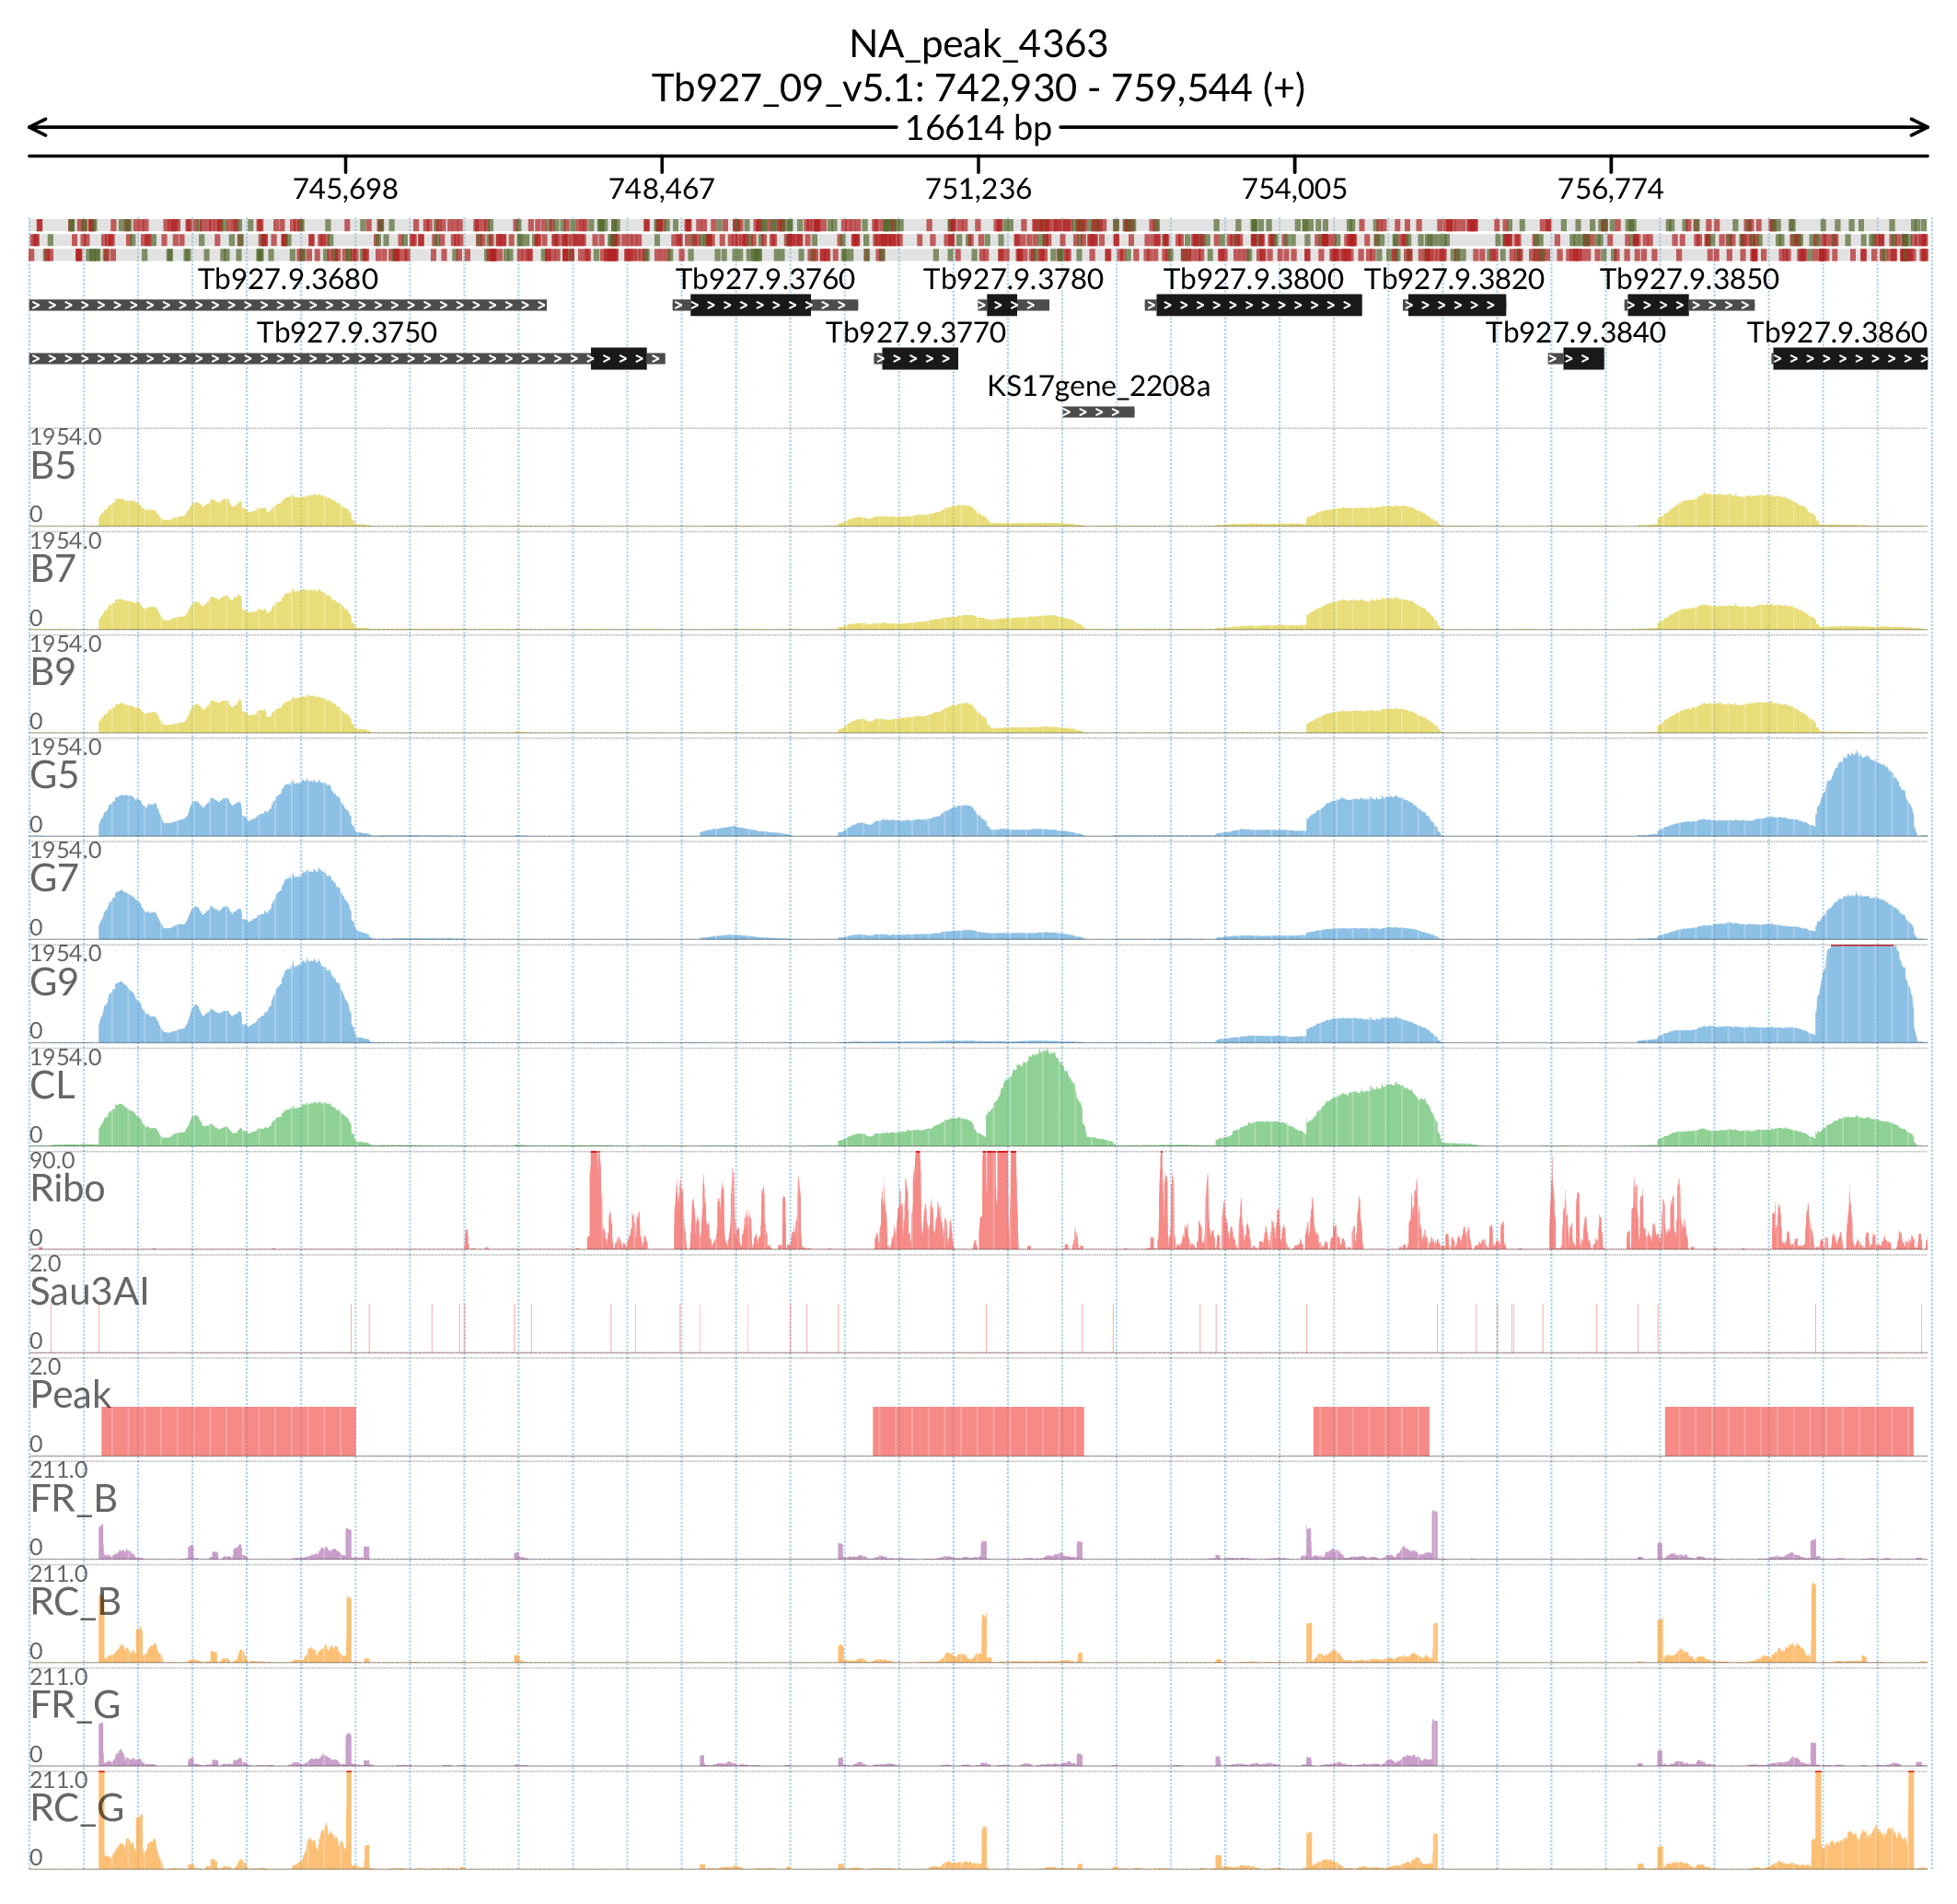 NA_peak_4363
Tb927_09_v5.1: 742,930 - 759,544 (+)
16614 bp
745,698 748,467 751,236 754,005 756,774
Tb927.9.3680 Tb927.9.3760 Tb927.9.3780 Tb927.9.3800 Tb927.9.3820 Tb927.9.3850
Tb927.9.3750 Tb927.9.3770 Tb927.9.3840 Tb927.9.3860
KS17gene_2208a
1954.0
B5
0
1954.0
B7
0
1954.0
B9
0
1954.0
G5
0
1954.0
G7
0
1954.0
G9
0
1954.0
CL
0
90.0
Ribo
0
2.0
Sau3AI
0
2.0
Peak
0
211.0
FR_B
0
211.0
RC_B
0
211.0
FR_G
0
211.0
RC_G
0